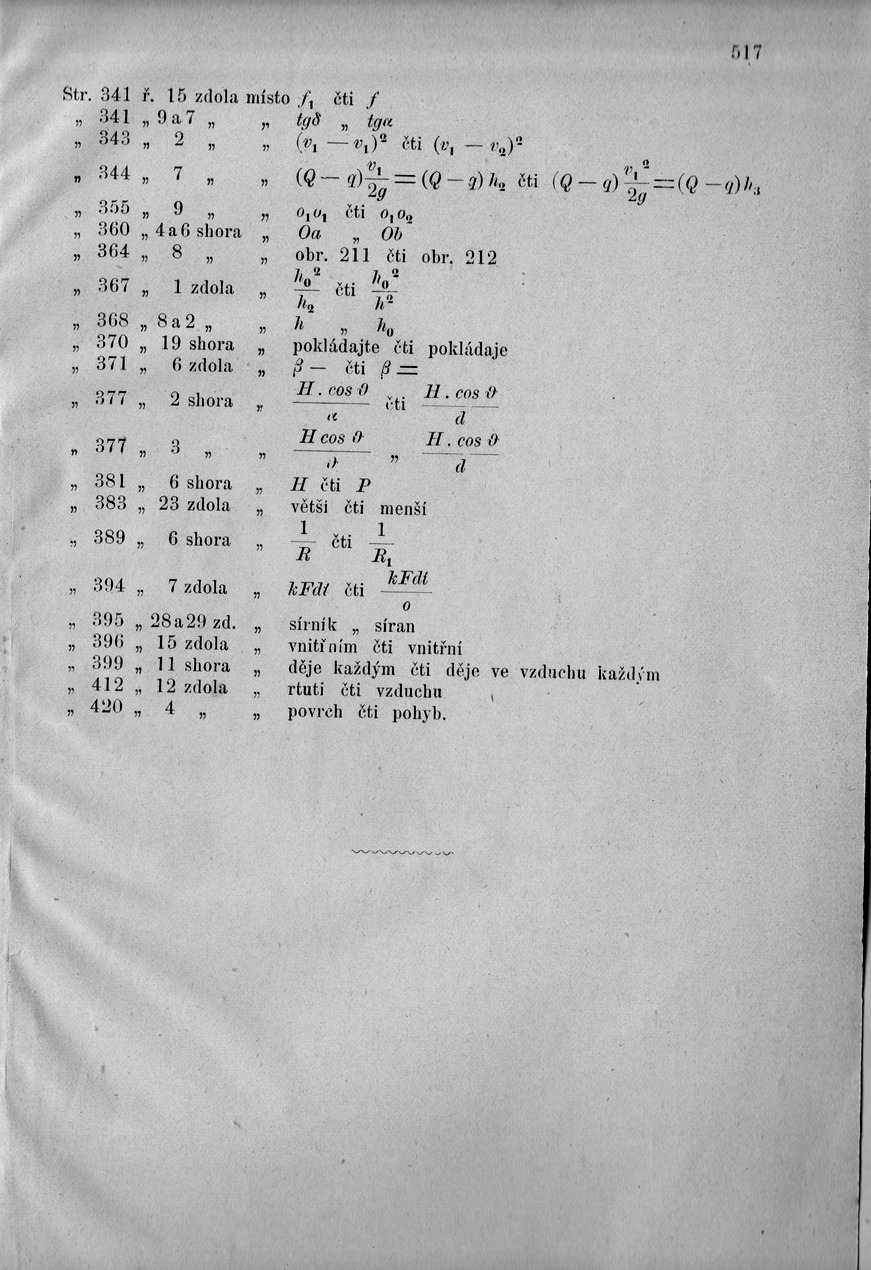 517
Str. 341 ř. 15 zdola místo f₁ čti f
„ 341 „ 9 a 7 „ „ tgδ „ tgα
„ 343 „ 2 „ „ (v₁ — v₁)² čti (v₁ — v₂)²
„ 344 „ 7 „ „ (Q — q) v₁/2g = (Q — q) h₂ čti (Q — q) v₁²/2g = (Q — q) h₃
„ 355 „ 9 „ „ o₁o₁ čti o₁o₂
„ 360 „ 4 a 6 shora „ Oa „ Ob
„ 364 „ 8 „ „ obr. 211 čti obr. 212
„ 367 „ 1 zdola „ h₀²/h₂ čti h₀²/h²
„ 368 „ 8 a 2 „ „ h „ h₀
„ 370 „ 19 shora „ pokládajte čti pokládaje
„ 371 „ 6 zdola „ β — čti β =
„ 377 „ 2 shora „ H . cos ϑ/α čti H . cos ϑ/d
„ 377 „ 3 „ „ H cos ϑ/ϑ „ H . cos ϑ/d
„ 381 „ 6 shora „ H čti P
„ 383 „ 23 zdola „ větší čti menší
„ 389 „ 6 shora „ 1/R čti 1/R₁
„ 394 „ 7 zdola „ kFdt čti kFdt/o
„ 395 „ 28 a 29 zd. „ sírník „ síran
„ 396 „ 15 zdola „ vnitřním čti vnitřní
„ 399 „ 11 shora „ děje každým čti děje ve vzduchu každým
„ 412 „ 12 zdola „ rtuti čti vzduchu
„ 420 „ 4 „ „ povrch čti pohyb.